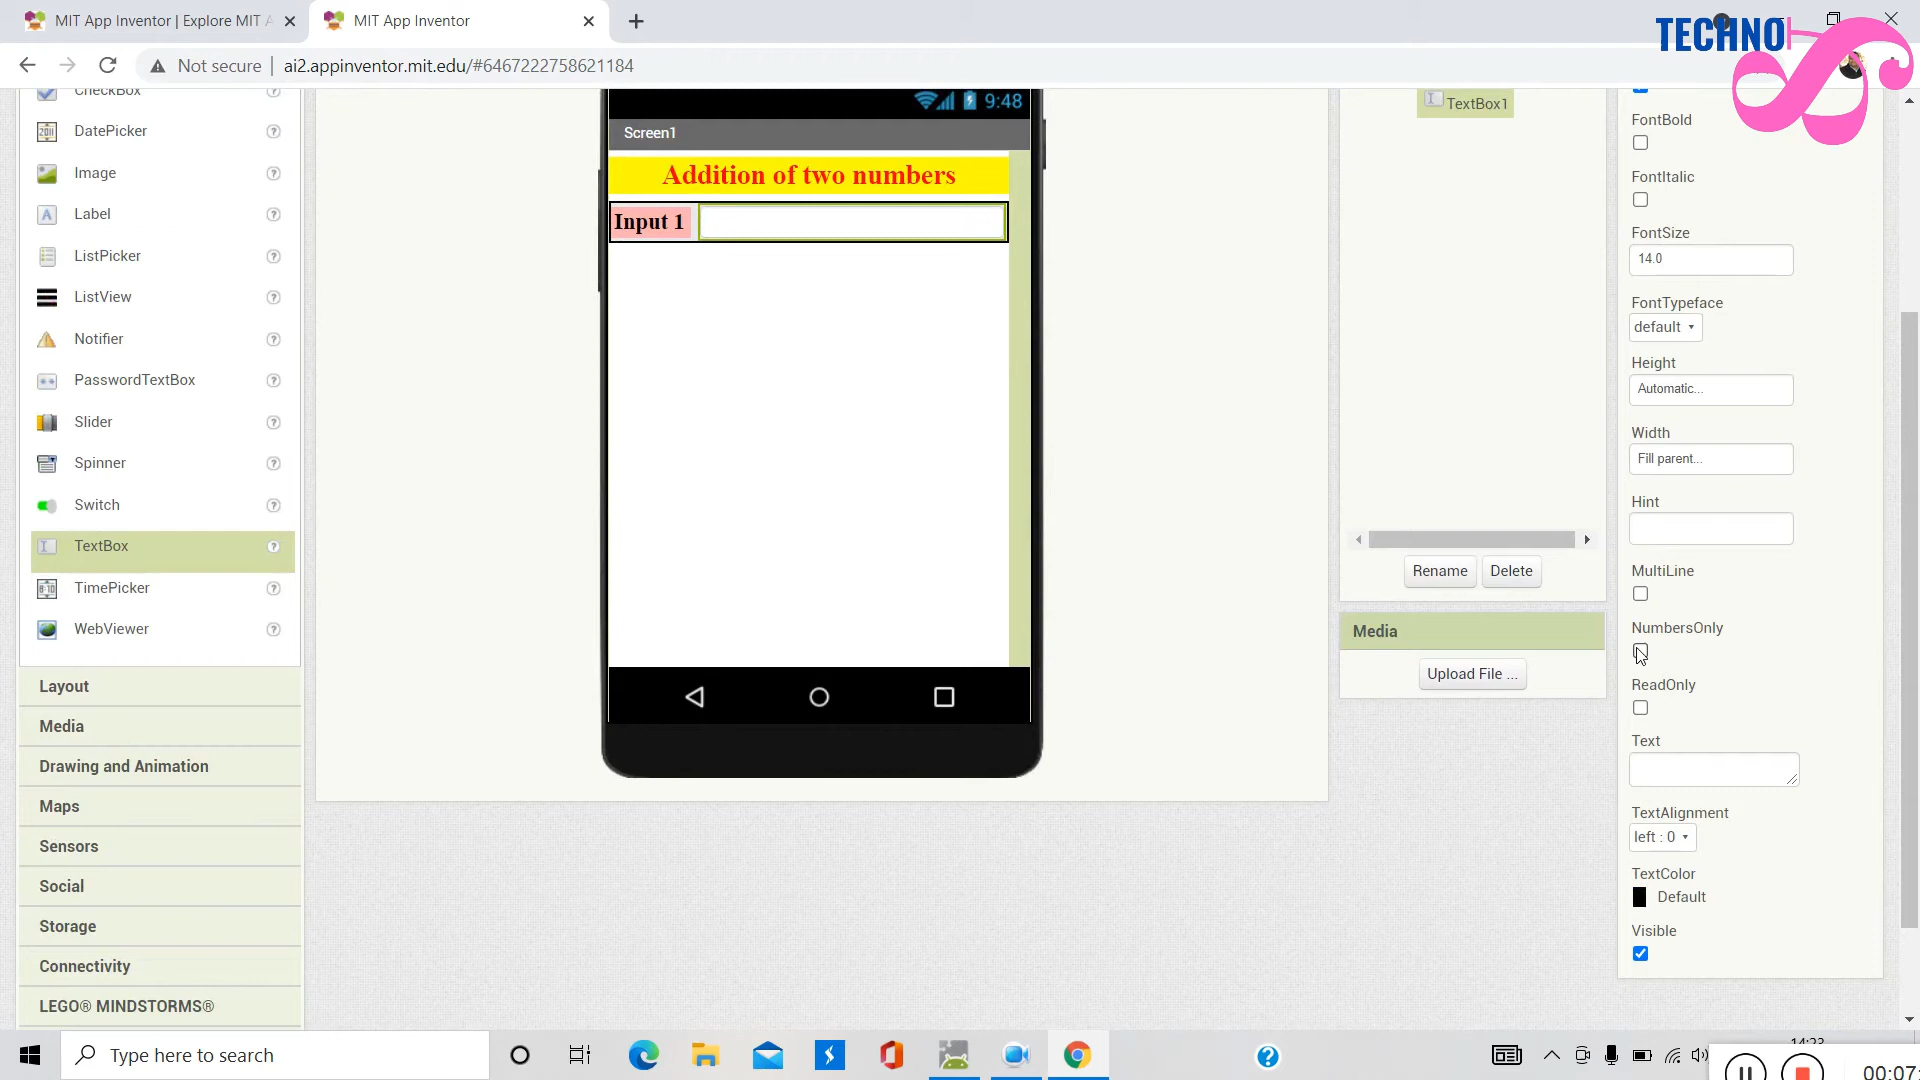 MIT App Inventor | Explore MIT A
MIT App Inventor
TECHNO
Not secure
ai2.appinventor.mit.edu/#6467222758621184
CheckBox
DatePicker
Image
Label
ListPicker
ListView
Notifier
PasswordTextBox
Slider
Spinner
Switch
TextBox
TimePicker
WebViewer
Layout
Media
Drawing and Animation
Maps
Sensors
Social
Storage
Connectivity
LEGO® MINDSTORMS®
9:48
Screen1
Addition of two numbers
Input 1
TextBox1
Rename Delete
Media
Upload File ...
FontBold
FontItalic
FontSize
14.0
FontTypeface
default
Height
Automatic...
Width
Fill parent...
Hint
MultiLine
NumbersOnly
ReadOnly
Text
TextAlignment
left : 0
TextColor
Default
Visible
Type here to search
00:07: